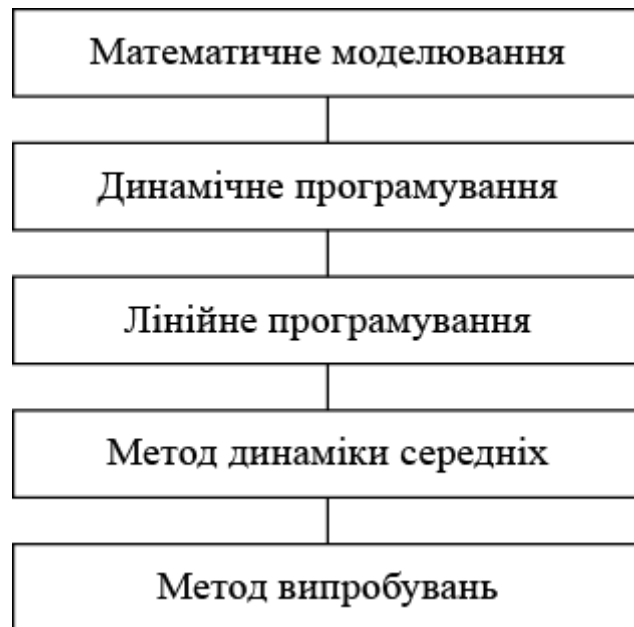 Математичне моделювання
Динамічне програмування
Лінійне програмування
Метод динаміки середніх
Метод випробувань